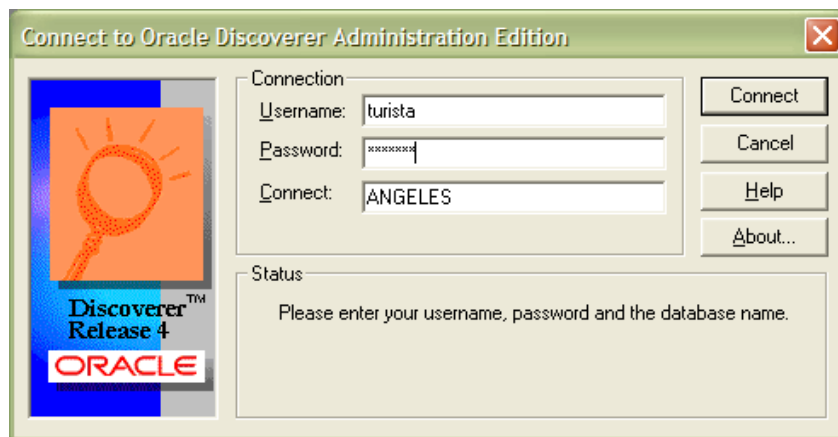 Connect to Oracle Discoverer Administration Edition
Connection
Username: turista
Password: *******
Connect: ANGELES
Connect
Cancel
Help
About...
Discoverer™
Release 4
ORACLE
Status
Please enter your username, password and the database name.